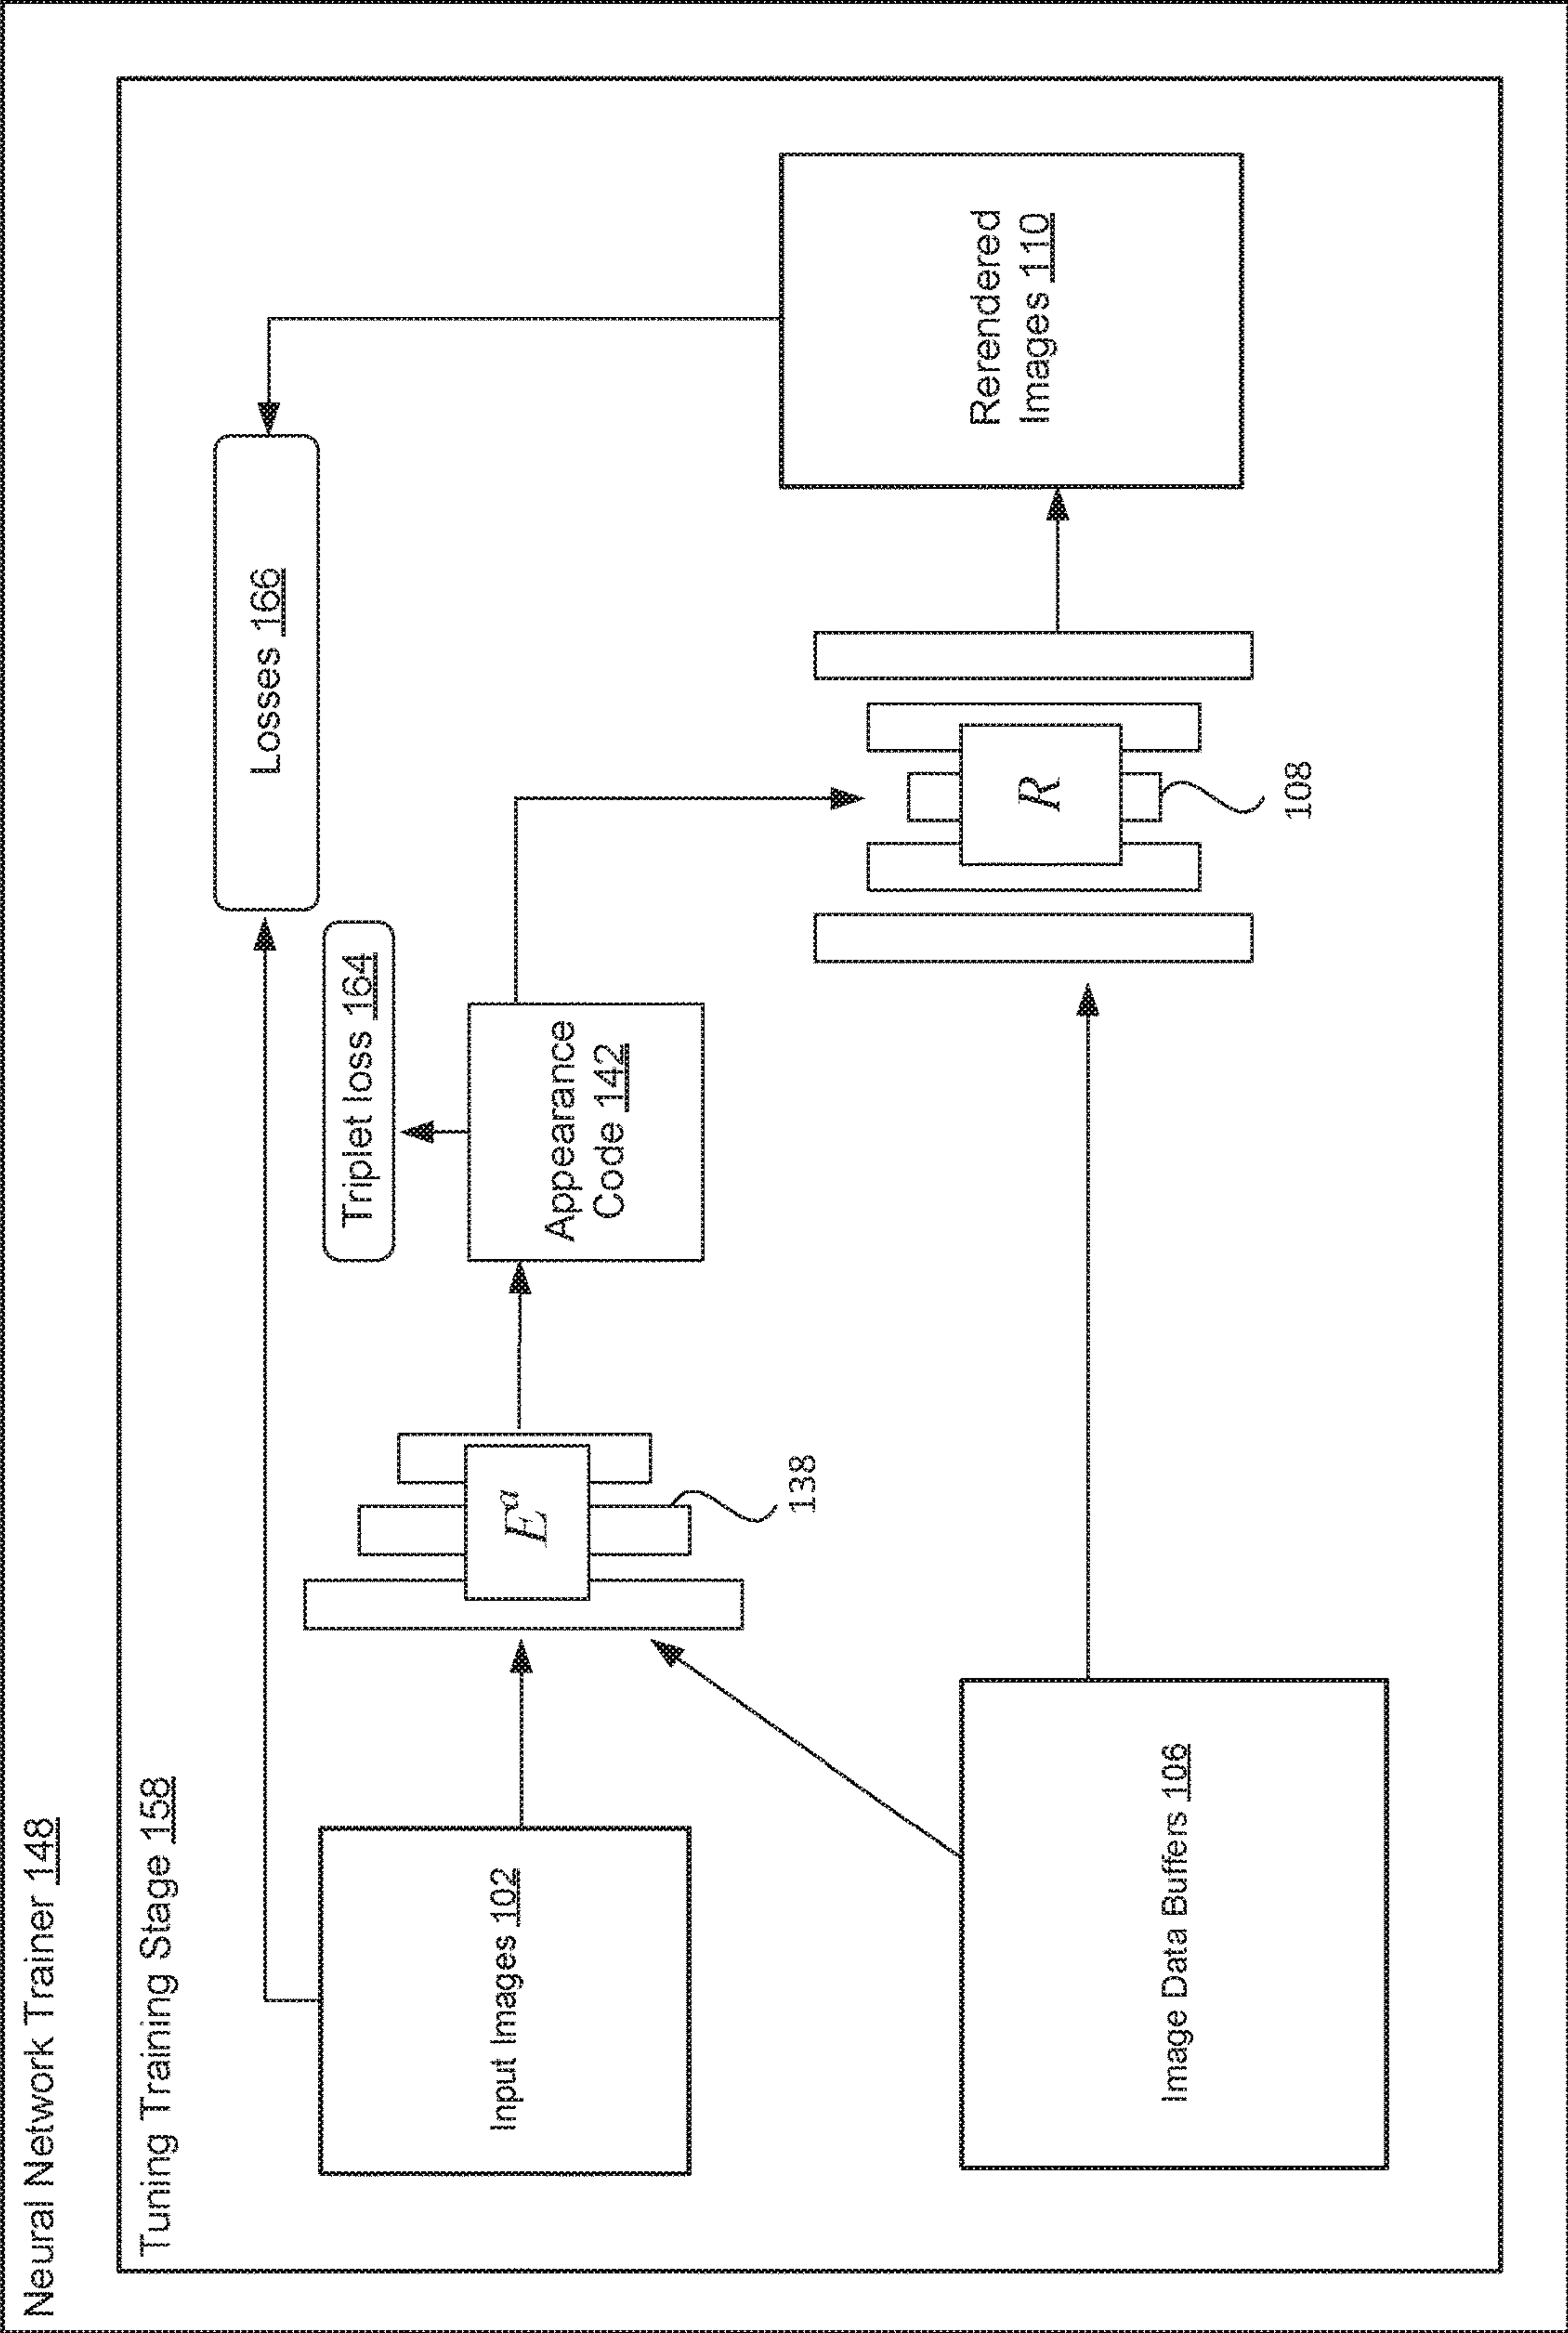 Neural Network Trainer 148
Tuning Training Stage 158
Losses 166
Triplet loss 164
Input Images 102
E^a
138
Appearance
Code 142
Image Data Buffers 106
R
108
Rerendered
Images 110